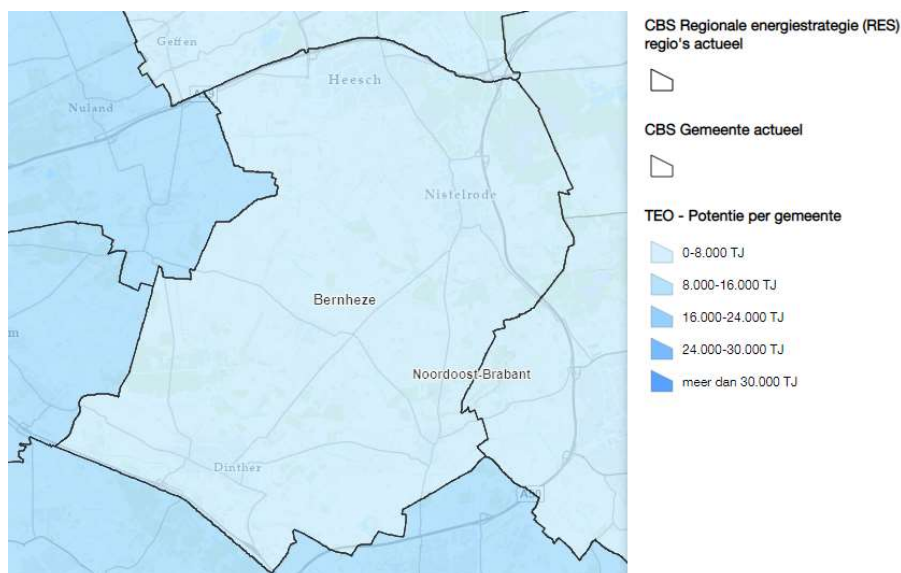 Geffen
Heesch
Nuland
Nistelrode
Bernheze
Noordoost-Brabant
Dinther
CBS Regionale energiestrategie (RES)
regio's actueel
CBS Gemeente actueel
TEO - Potentie per gemeente
0-8.000 TJ
8.000-16.000 TJ
16.000-24.000 TJ
24.000-30.000 TJ
meer dan 30.000 TJ